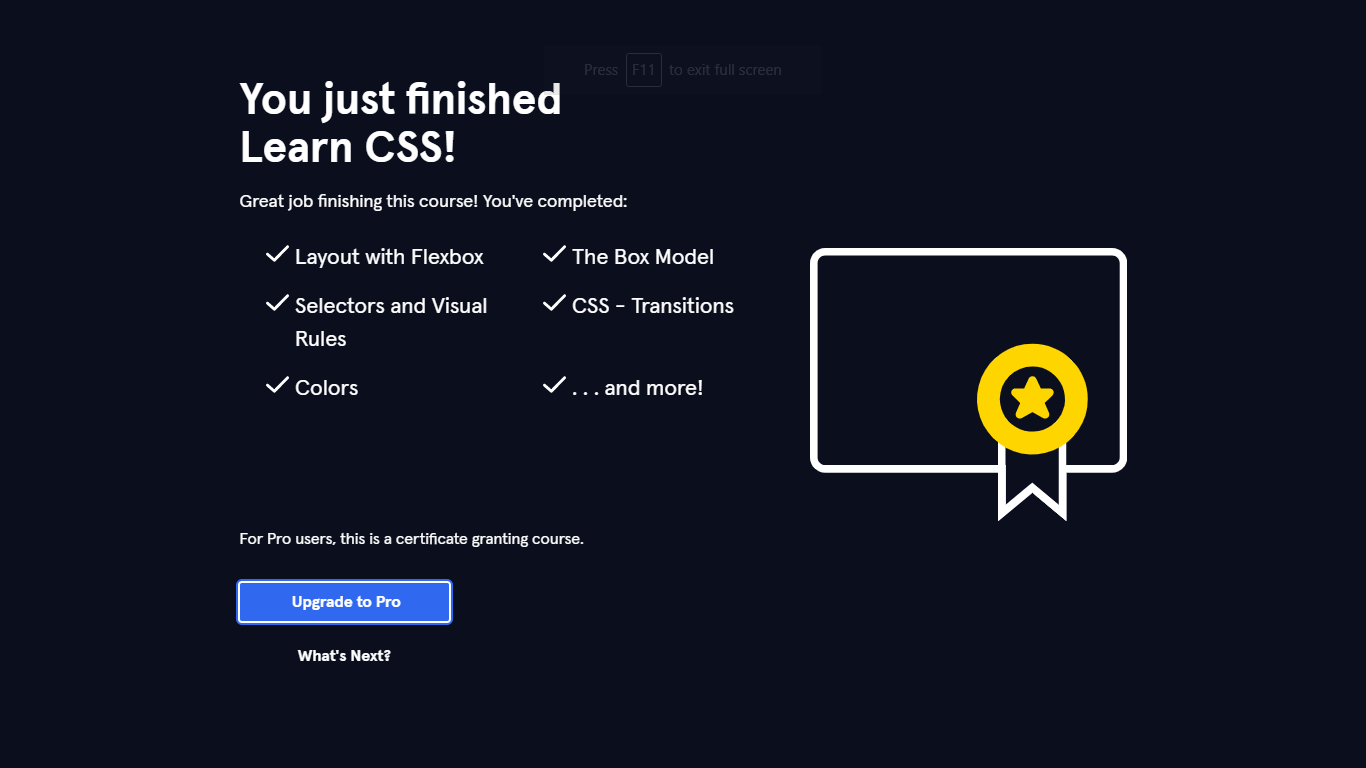 Press F11 to exit full screen
You just finished
Learn CSS!
Great job finishing this course! You've completed:
Layout with Flexbox
The Box Model
Selectors and Visual
Rules
CSS - Transitions
Colors
. . . and more!
For Pro users, this is a certificate granting course.
Upgrade to Pro
What's Next?